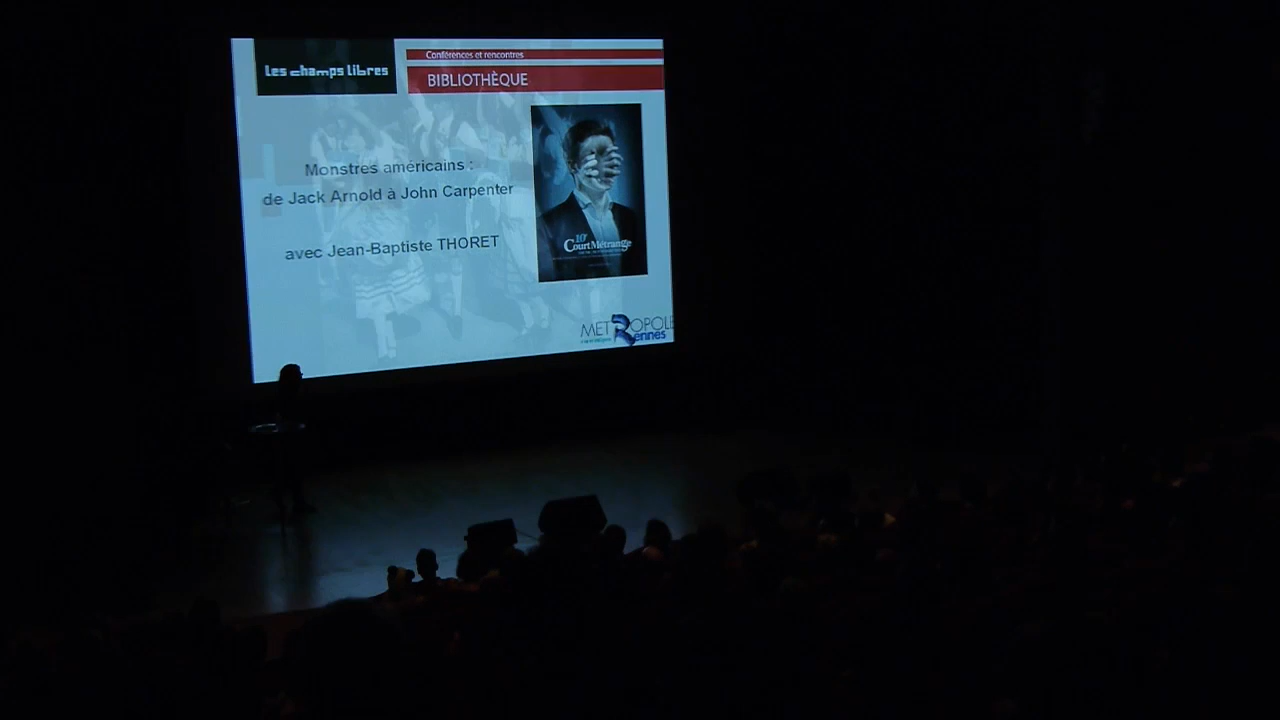 les champs libres
Conférences et rencontres
BIBLIOTHÈQUE
Monstres américains :
de Jack Arnold à John Carpenter
avec Jean-Baptiste THORET
10e
CourtMétrange
METROPOLE
Rennes